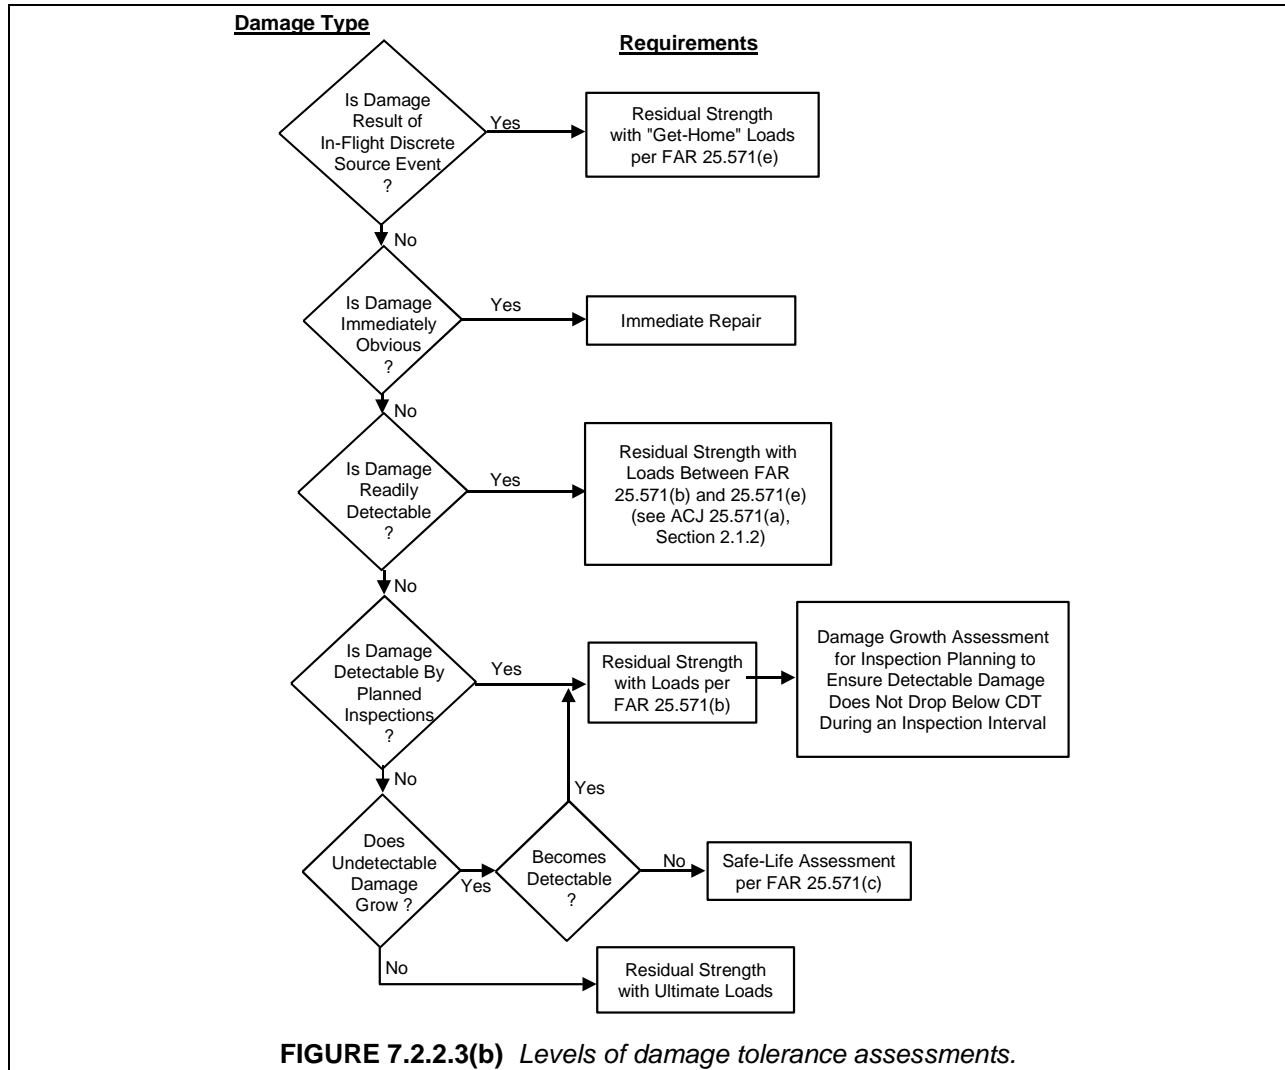 Damage Type
Requirements
Is Damage
Result of
In-Flight Discrete
Source Event
?
Yes
Residual Strength
with "Get-Home" Loads
per FAR 25.571(e)
No
Is Damage
Immediately
Obvious
?
Yes
Immediate Repair
No
Is Damage
Readily
Detectable
?
Yes
Residual Strength with
Loads Between FAR
25.571(b) and 25.571(e)
(see ACJ 25.571(a),
Section 2.1.2)
No
Is Damage
Detectable By
Planned
Inspections
?
Yes
Residual Strength
with Loads per
FAR 25.571(b)
Damage Growth Assessment
for Inspection Planning to
Ensure Detectable Damage
Does Not Drop Below CDT
During an Inspection Interval
No
Does
Undetectable
Damage
Grow ?
Yes
Becomes
Detectable
?
Yes
No
Safe-Life Assessment
per FAR 25.571(c)
No
Residual Strength
with Ultimate Loads
FIGURE 7.2.2.3(b) Levels of damage tolerance assessments.